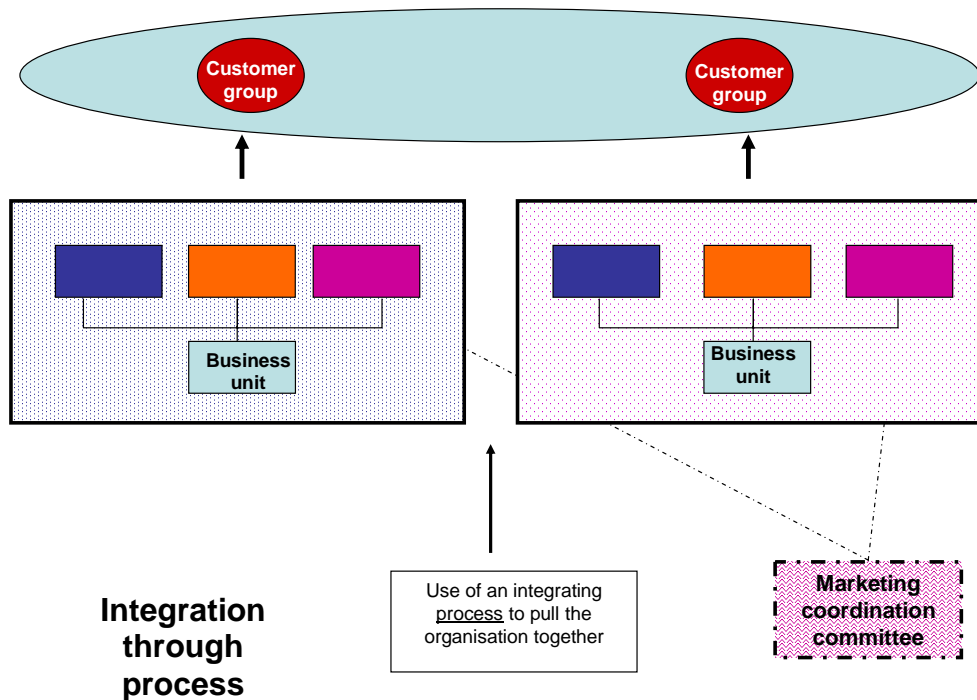 Customer
group
Customer
group
Business
unit
Business
unit
Use of an integrating
process to pull the
organisation together
Marketing
coordination
committee
Integration
through
process